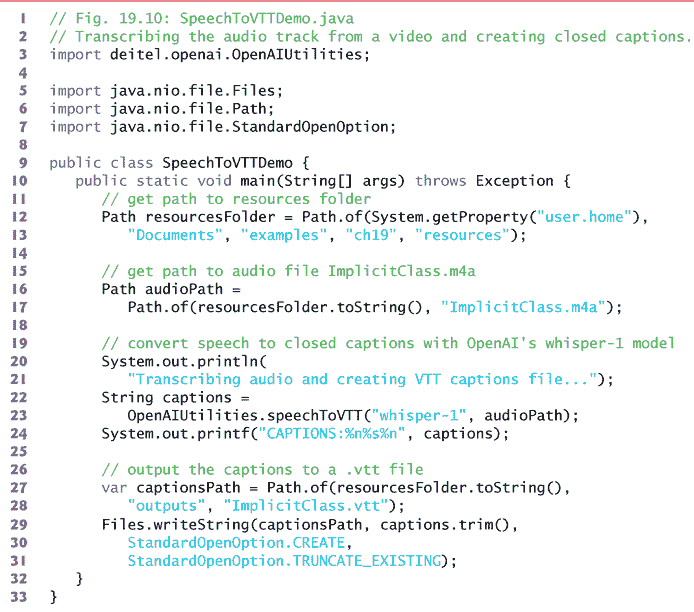 1 // Fig. 19.10: SpeechToVTTDemo.java
2 // Transcribing the audio track from a video and creating closed captions.
3 import deitel.openai.OpenAIUtilities;
4
5 import java.nio.file.Files;
6 import java.nio.file.Path;
7 import java.nio.file.StandardOpenOption;
8
9 public class SpeechToVTTDemo {
10    public static void main(String[] args) throws Exception {
11       // get path to resources folder
12       Path resourcesFolder = Path.of(System.getProperty("user.home"),
13          "Documents", "examples", "ch19", "resources");
14
15       // get path to audio file ImplicitClass.m4a
16       Path audioPath =
17          Path.of(resourcesFolder.toString(), "ImplicitClass.m4a");
18
19       // convert speech to closed captions with OpenAI's whisper-1 model
20       System.out.println(
21          "Transcribing audio and creating VTT captions file...");
22       String captions =
23          OpenAIUtilities.speechToVTT("whisper-1", audioPath);
24       System.out.printf("CAPTIONS:%n%s%n", captions);
25
26       // output the captions to a .vtt file
27       var captionsPath = Path.of(resourcesFolder.toString(),
28          "outputs", "ImplicitClass.vtt");
29       Files.writeString(captionsPath, captions.trim(),
30          StandardOpenOption.CREATE,
31          StandardOpenOption.TRUNCATE_EXISTING);
32    }
33 }